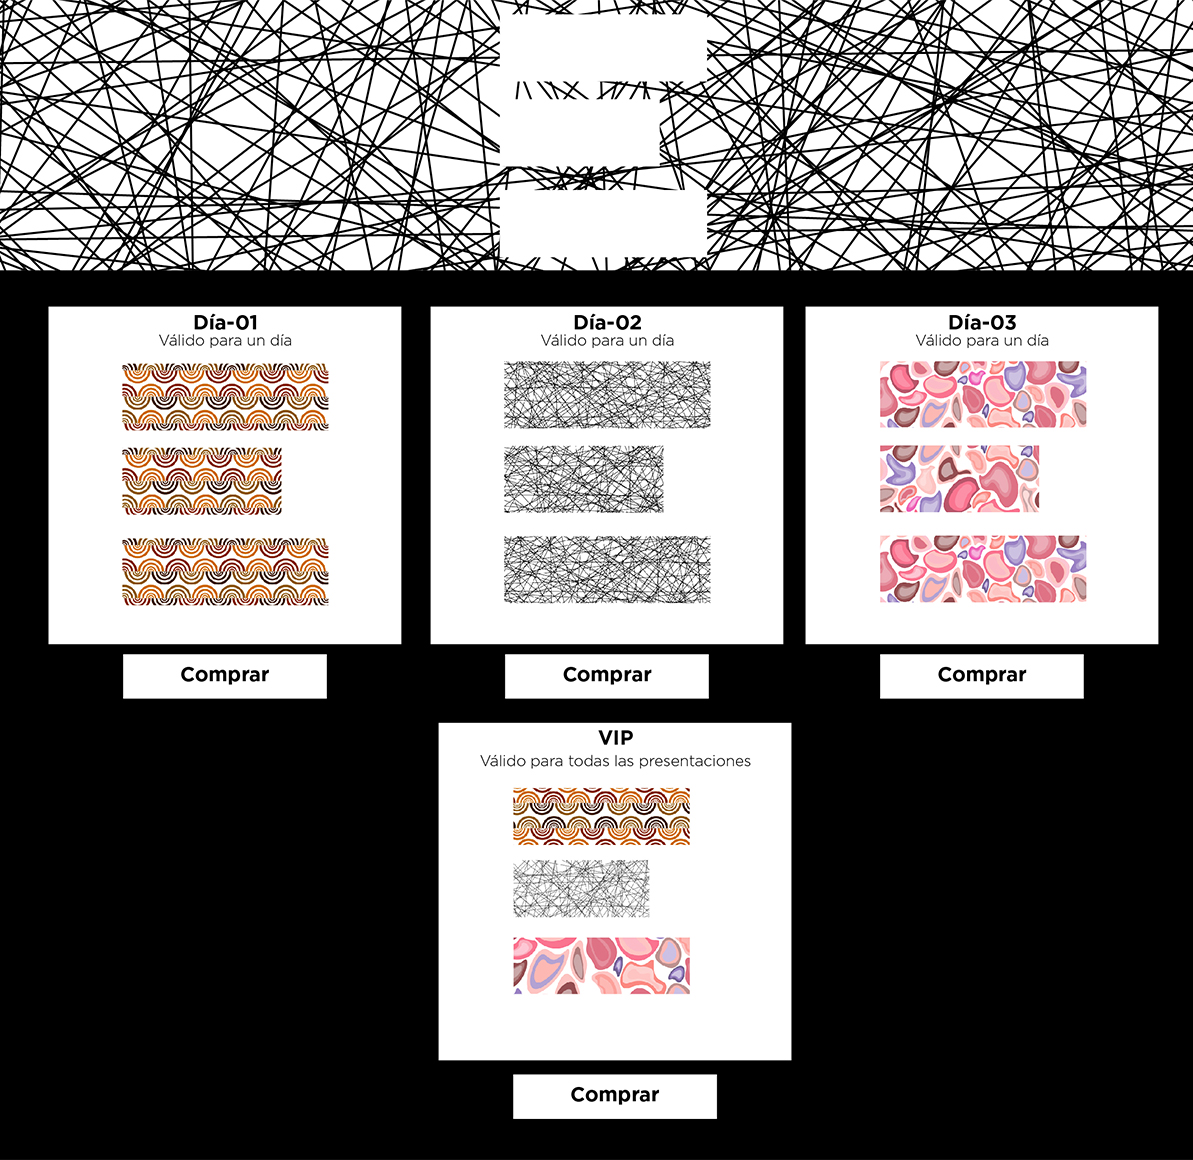 Día-01
Válido para un día
Día-02
Válido para un día
Día-03
Válido para un día
Comprar
Comprar
Comprar
VIP
Válido para todas las presentaciones
Comprar